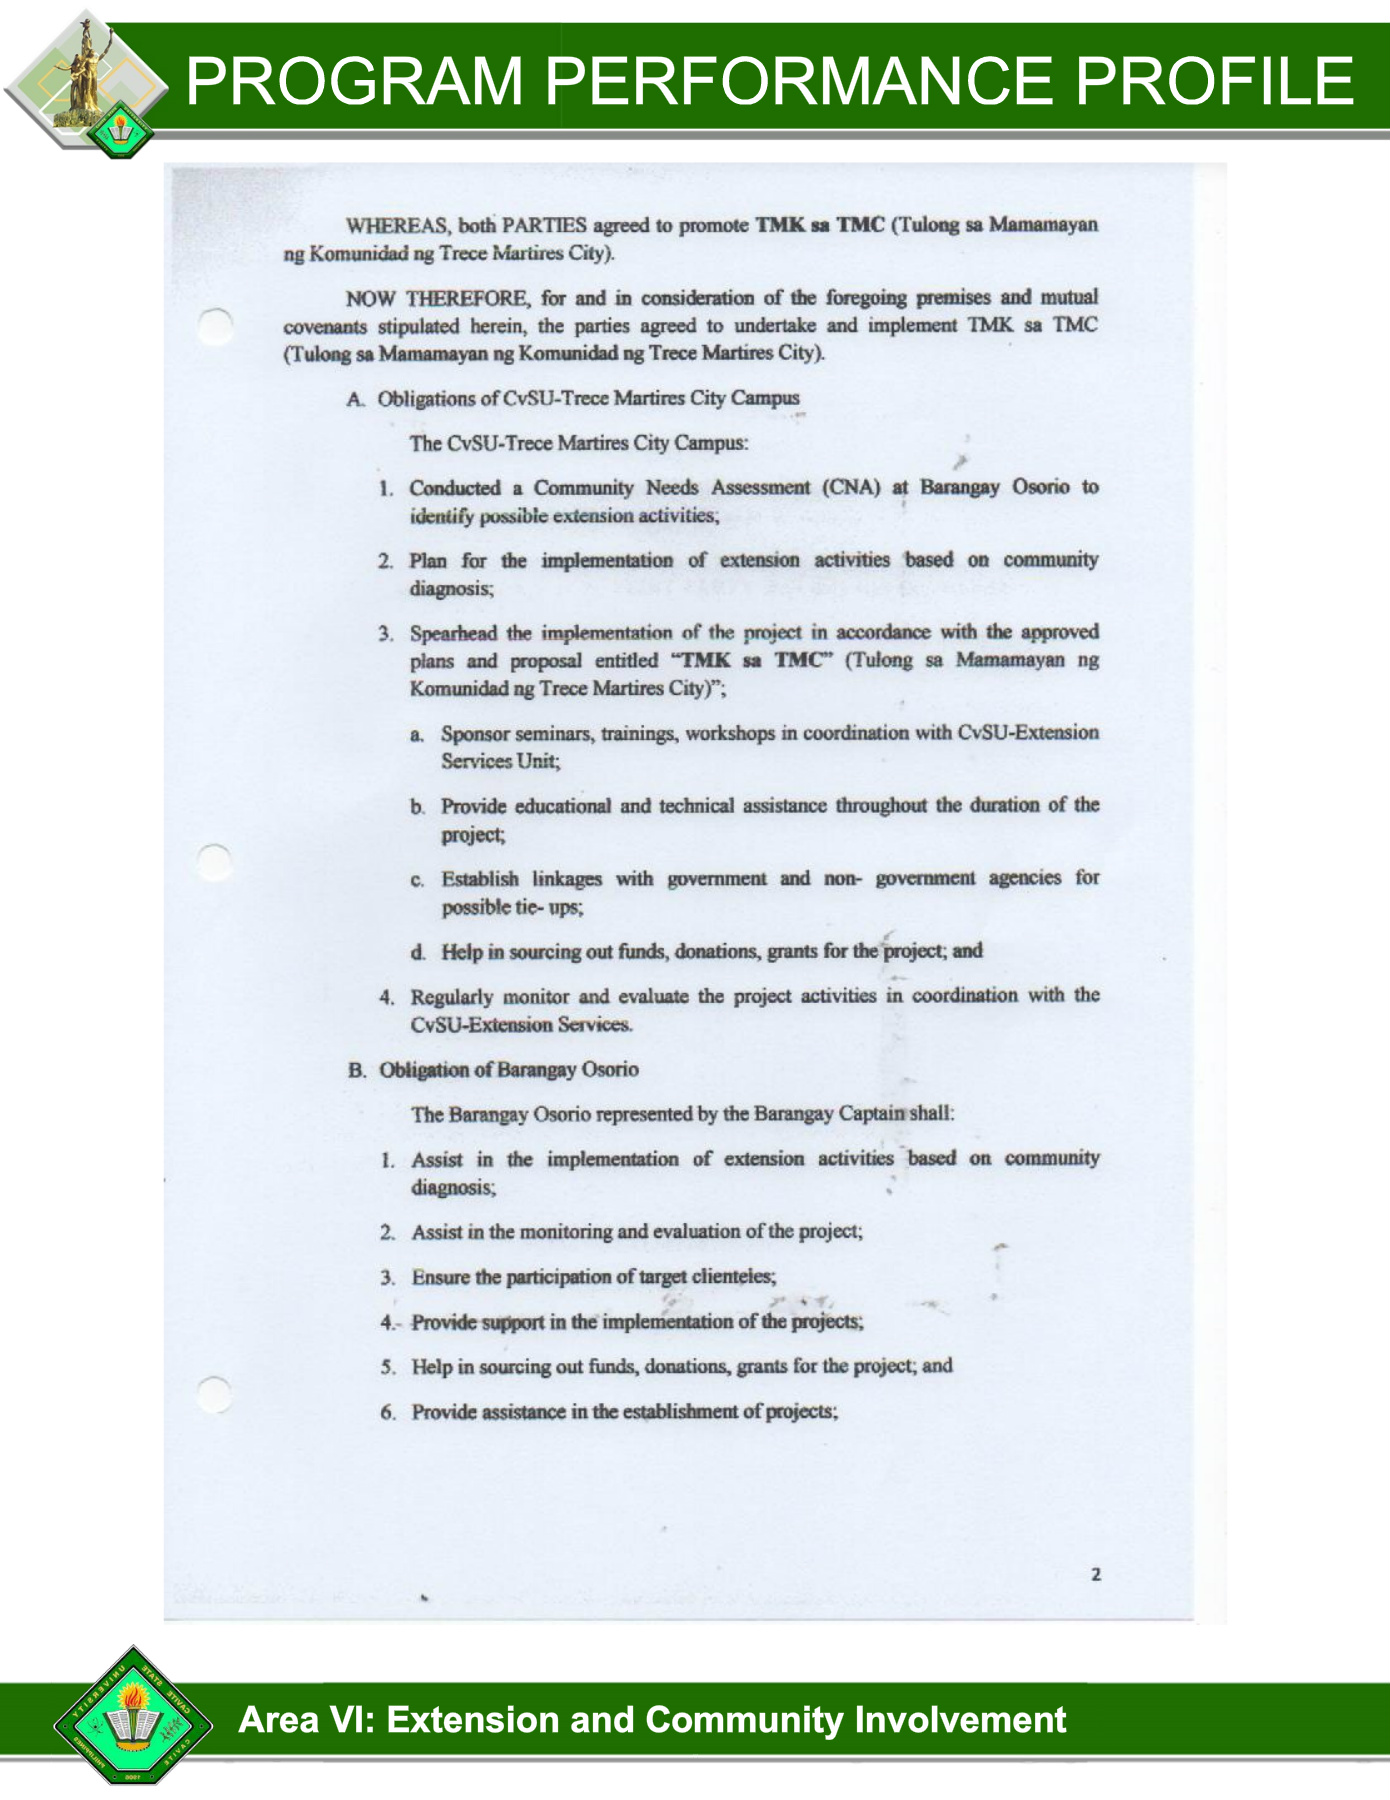 PROGRAM PERFORMANCE PROFILE
WHEREAS, both PARTIES agreed to promote TMK sa TMC (Tulong sa Mamamayan
ng Komunidad ng Trece Martires City).
NOW THEREFORE, for and in consideration of the foregoing premises and mutual
covenants stipulated herein, the parties agreed to undertake and implement TMK sa TMC
(Tulong sa Mamamayan ng Komunidad ng Trece Martires City).
A. Obligations of CvSU-Trece Martires City Campus
The CvSU-Trece Martires City Campus:
1. Conducted a Community Needs Assessment (CNA) at Barangay Osorio to
identify possible extension activities;
2. Plan for the implementation of extension activities based on community
diagnosis;
3. Spearhead the implementation of the project in accordance with the approved
plans and proposal entitled “TMK sa TMC” (Tulong sa Mamamayan ng
Komunidad ng Trece Martires City)”;
a. Sponsor seminars, trainings, workshops in coordination with CvSU-Extension
Services Unit;
b. Provide educational and technical assistance throughout the duration of the
project;
c. Establish linkages with government and non- government agencies for
possible tie- ups;
d. Help in sourcing out funds, donations, grants for the project; and
4. Regularly monitor and evaluate the project activities in coordination with the
CvSU-Extension Services.
B. Obligation of Barangay Osorio
The Barangay Osorio represented by the Barangay Captain shall:
1. Assist in the implementation of extension activities based on community
diagnosis;
2. Assist in the monitoring and evaluation of the project;
3. Ensure the participation of target clienteles;
4. Provide support in the implementation of the projects;
5. Help in sourcing out funds, donations, grants for the project; and
6. Provide assistance in the establishment of projects;
2
CAVITE STATE UNIVERSITY
CAVITE PHILIPPINES
Area VI: Extension and Community Involvement